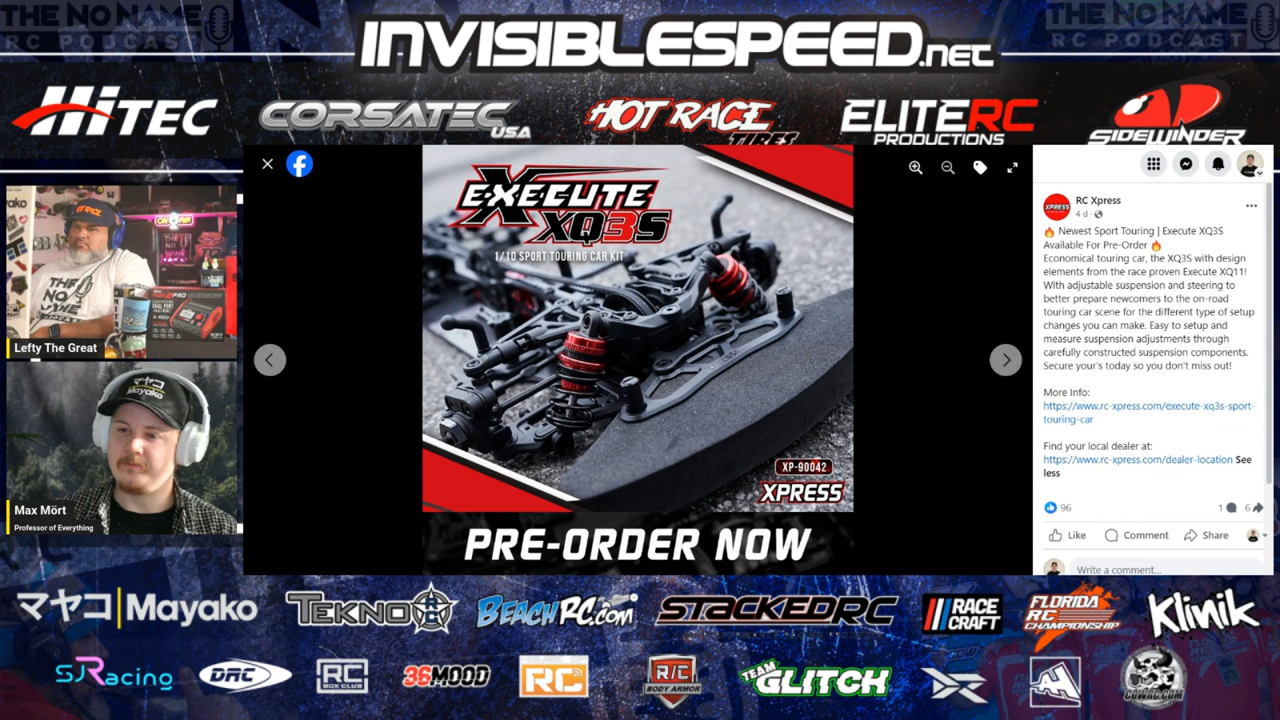 THE NO NAME
RC PODCAST
INVISIBLESPEED.net
THE NO NAME
RC PODCAST
HiTEC
CORSATEC
USA
HOT RACE
TIRES
ELITERC
PRODUCTIONS
SIDEWINDER
Lefty The Great
Mayako
Max Mört
Professor of Everything
EXECUTE
XQ3S
1/10 SPORT TOURING CAR KIT
XP-90042
XPRESS
PRE-ORDER NOW
XPRESS
RC Xpress
4 d
🔥 Newest Sport Touring | Execute XQ3S
Available For Pre-Order 🔥
Economical touring car, the XQ3S with design
elements from the race proven Execute XQ11!
With adjustable suspension and steering to
better prepare newcomers to the on-road
touring car scene for the different type of setup
changes you can make. Easy to setup and
measure suspension adjustments through
carefully constructed suspension components.
Secure your's today so you don't miss out!
More Info:
https://www.rc-xpress.com/execute-xq3s-sport-
touring-car
Find your local dealer at:
https://www.rc-xpress.com/dealer-location See
less
96
1
6
Like
Comment
Share
Write a comment...
マヤコ|Mayako
TEKNO
BEACHRC.com
STACKEDRC
RACE
CRAFT
FLORIDA
RC
CHAMPIONSHIP
Klinik
SJRacing
DRC
RC
BOX CLUB
36MOOD
RC
R/C
BODY ARMOR
TEAM
GLITCH
COWRC.COM